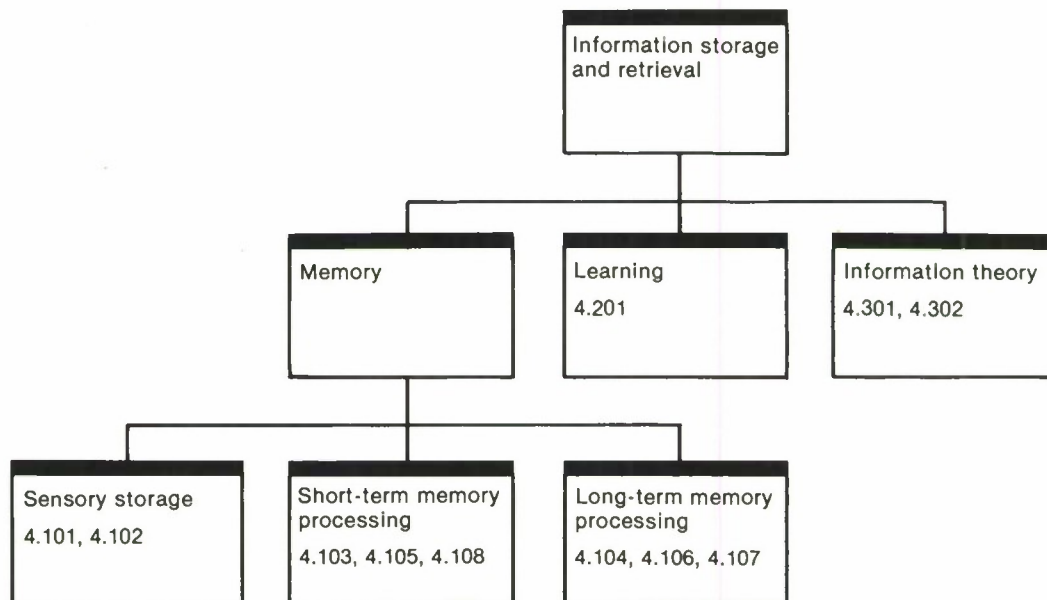 Information storage
and retrieval
Memory
Learning
4.201
Information theory
4.301, 4.302
Sensory storage
4.101, 4.102
Short-term memory
processing
4.103, 4.105, 4.108
Long-term memory
processing
4.104, 4.106, 4.107